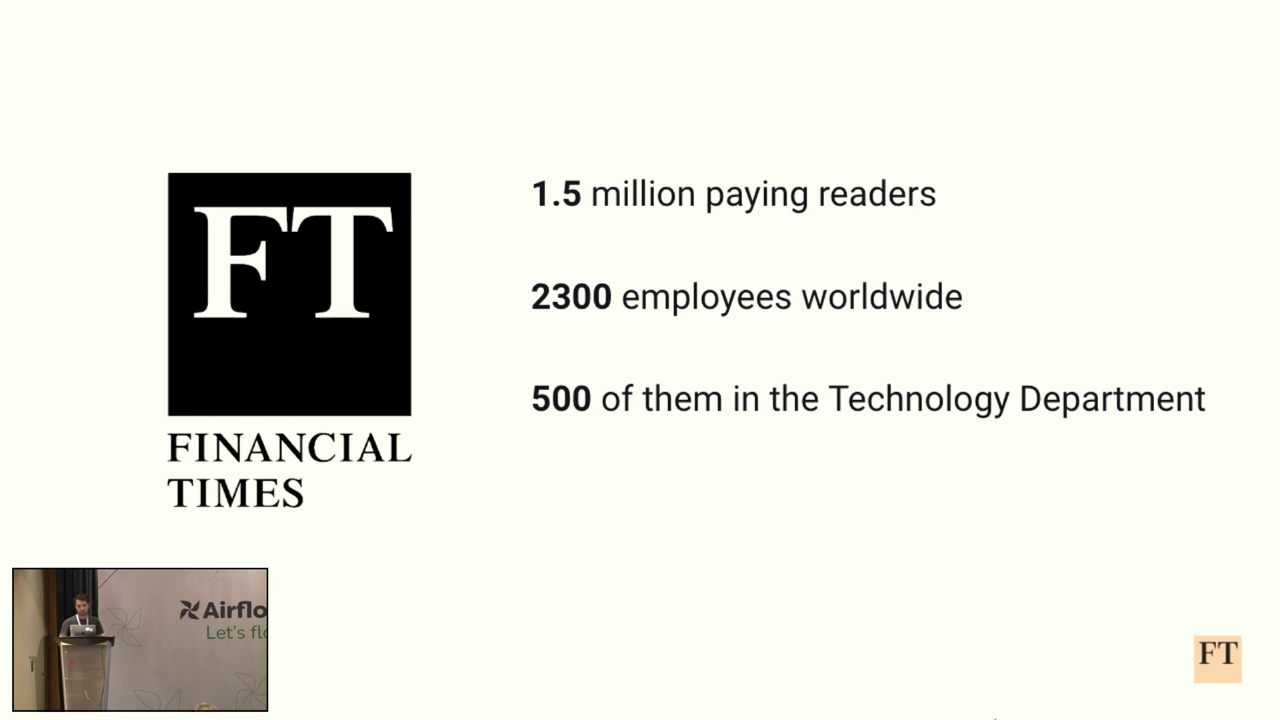 FT
FINANCIAL
TIMES
1.5 million paying readers
2300 employees worldwide
500 of them in the Technology Department
Airflo
Let's flo
FT